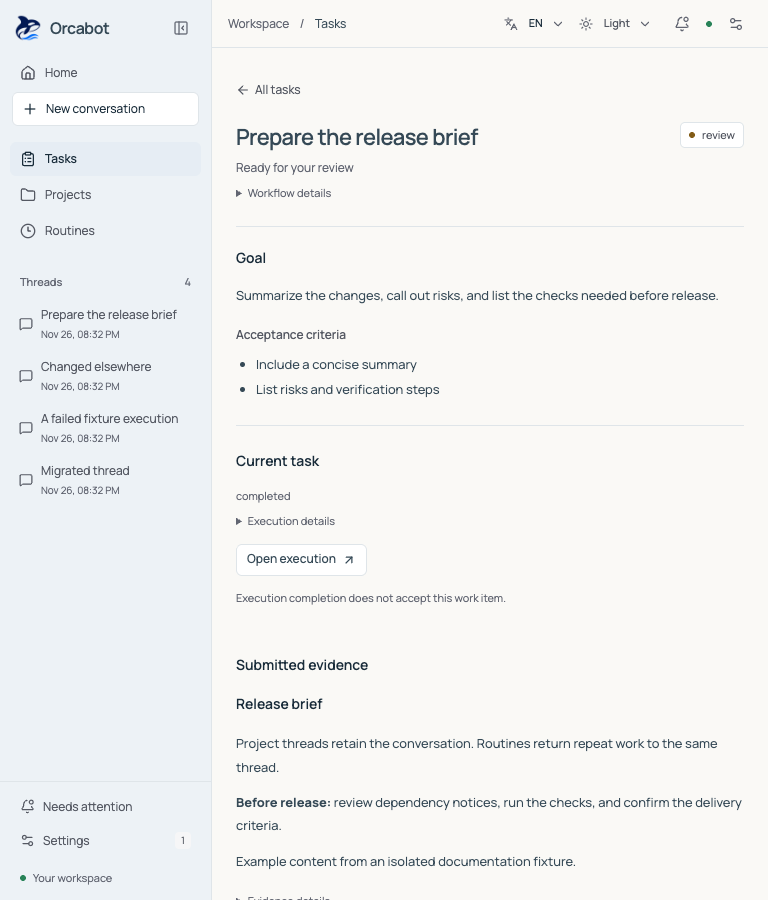 Orcabot
Home
New conversation
Tasks
Projects
Routines
Threads 4
Prepare the release brief
Nov 26, 08:32 PM
Changed elsewhere
Nov 26, 08:32 PM
A failed fixture execution
Nov 26, 08:32 PM
Migrated thread
Nov 26, 08:32 PM
Needs attention
Settings 1
Your workspace
Workspace / Tasks EN Light
All tasks
Prepare the release brief review
Ready for your review
Workflow details
Goal
Summarize the changes, call out risks, and list the checks needed before release.
Acceptance criteria
Include a concise summary
List risks and verification steps
Current task
completed
Execution details
Open execution
Execution completion does not accept this work item.
Submitted evidence
Release brief
Project threads retain the conversation. Routines return repeat work to the same
thread.
Before release: review dependency notices, run the checks, and confirm the delivery
criteria.
Example content from an isolated documentation fixture.
Evidence details